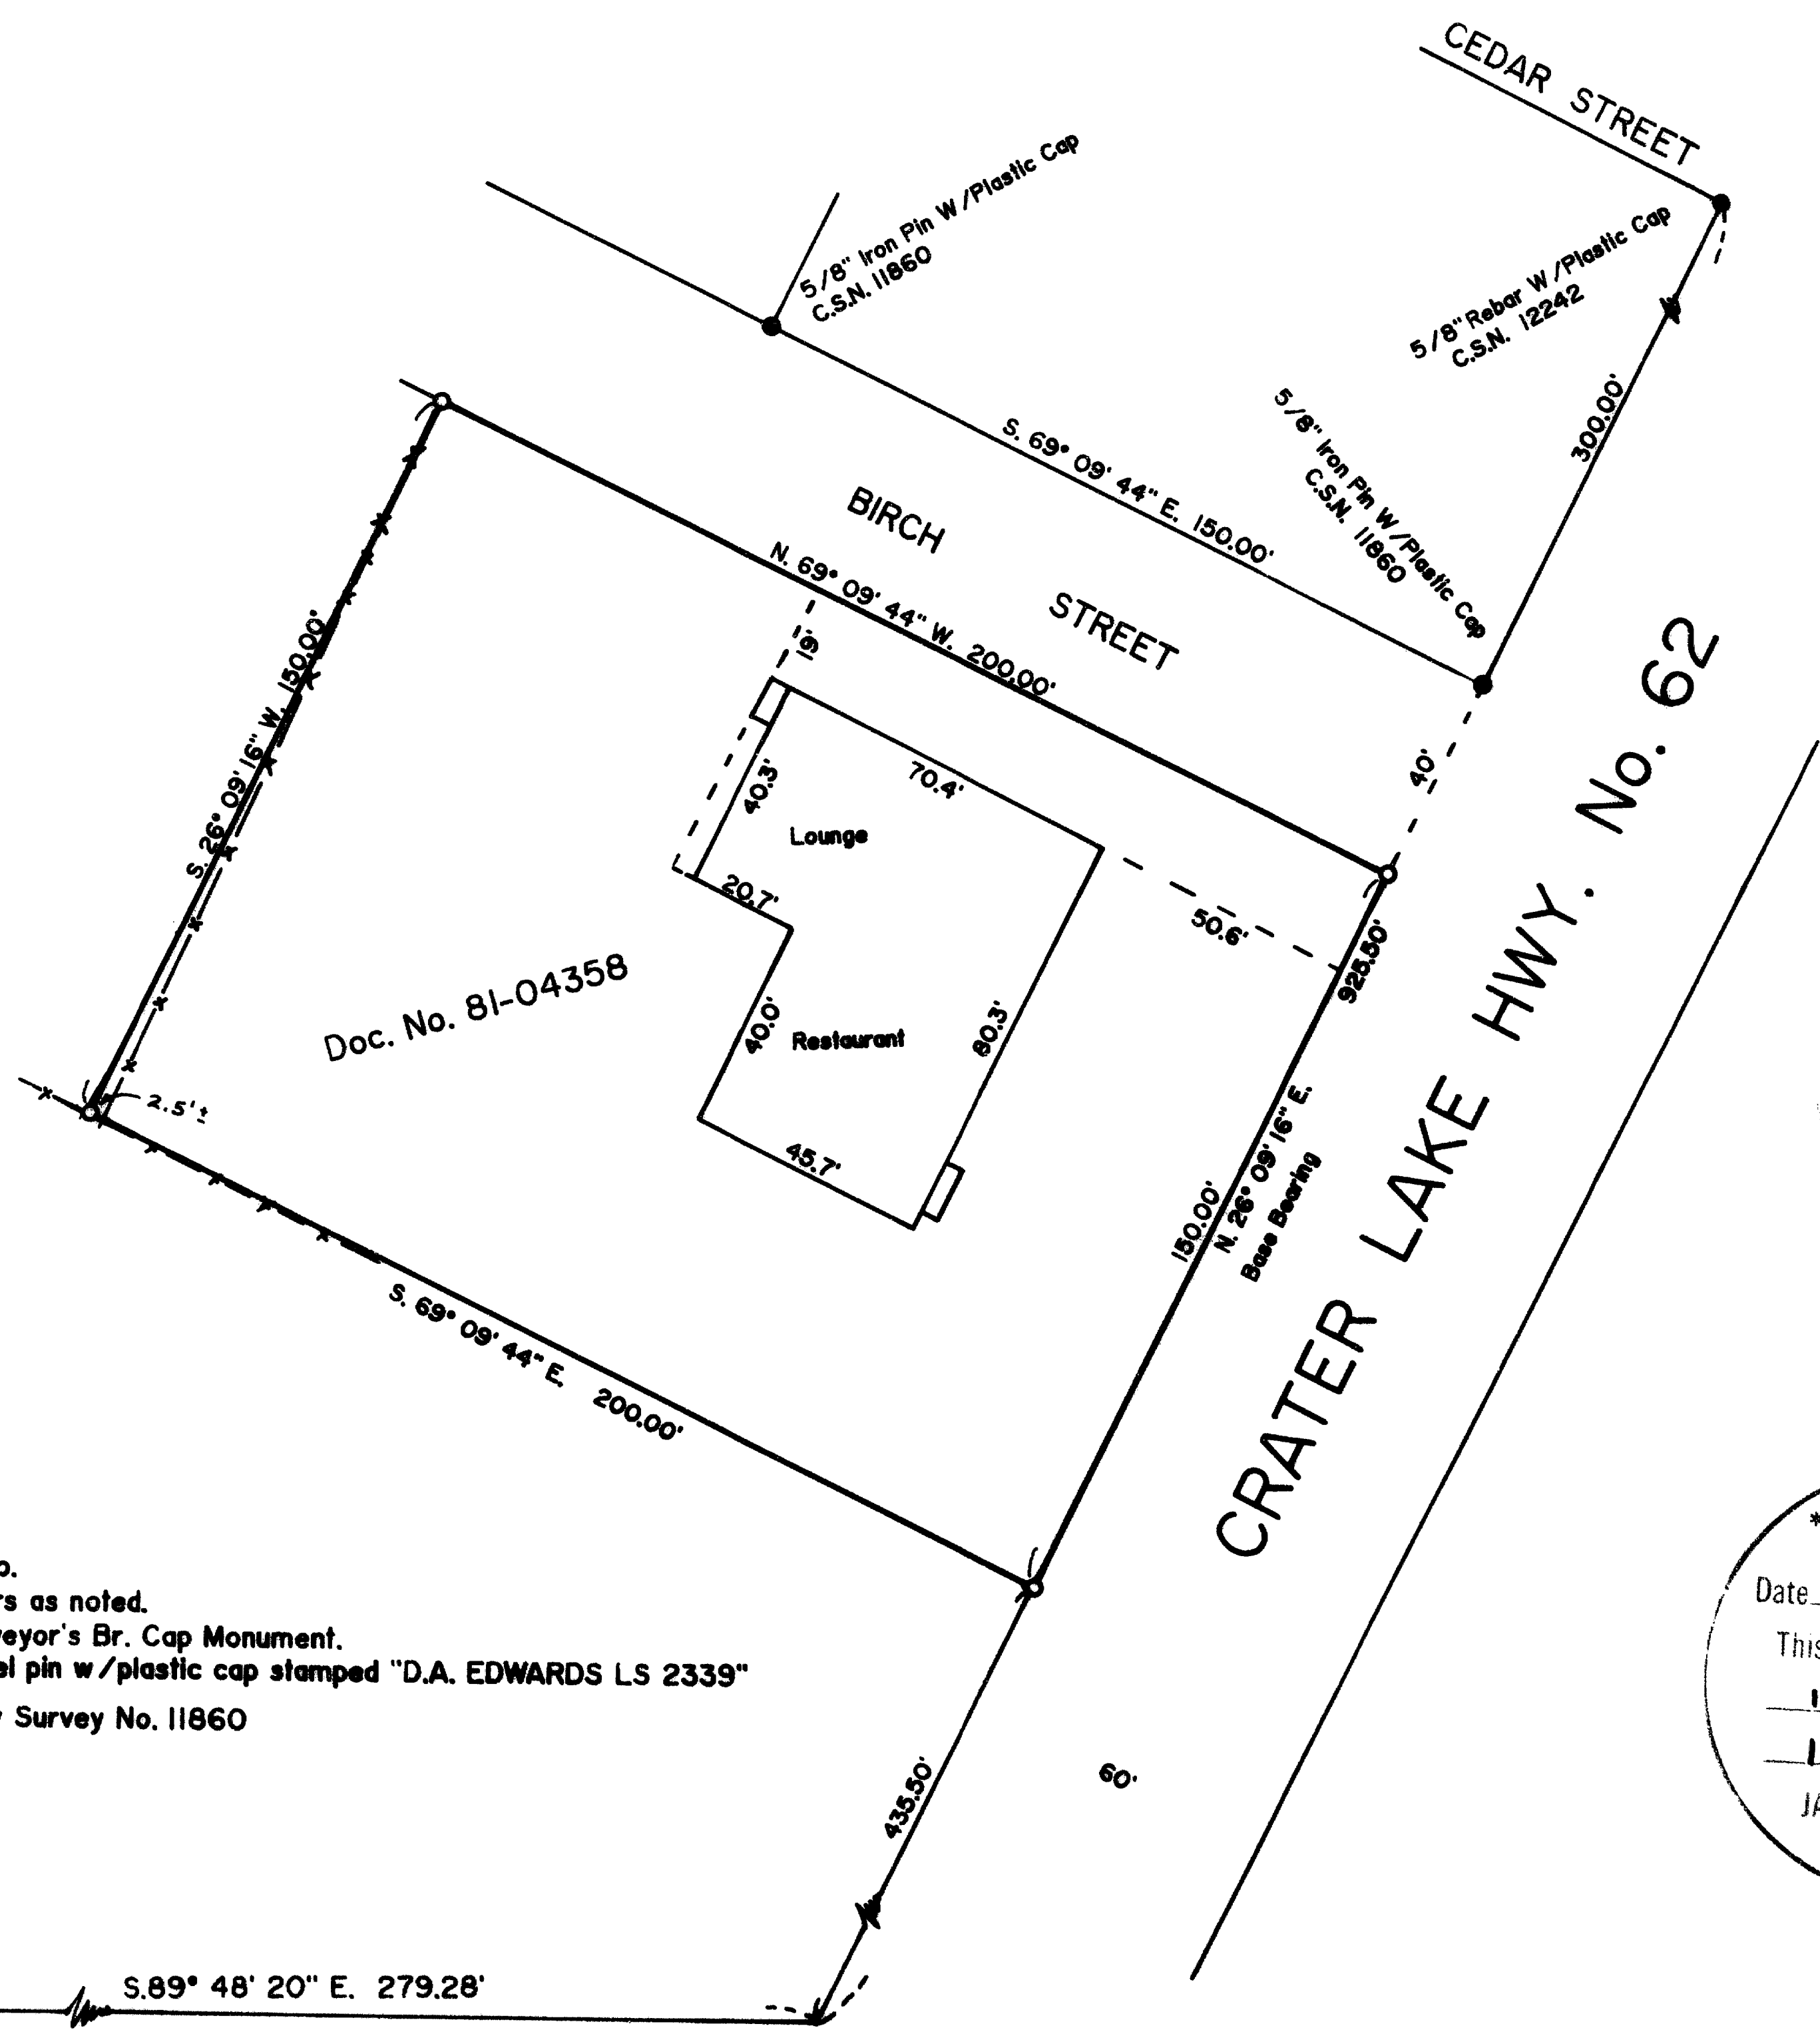 CEDAR STREET
5/8" Iron Pin W/Plastic Cap
C.S.N. 11860
5/8" Rebar W/Plastic Cap
C.S.N. 12242
300.00'
5/8" Iron Pin W/Plastic Cap
C.S.N. 11860
S. 69° 09' 44" E. 150.00'
BIRCH STREET
N. 69° 09' 44" W. 200.00'
19'
40'
S. 26° 09' 16" W. 150.00'
70.4'
40.3'
Lounge
20.7'
50.6'
925.50'
Doc. No. 81-04358
40.0'
Restaurant
80.3'
2.5'±
45.7'
150.00'
N. 26° 09' 16" E.
Base Bearing
CRATER LAKE HWY. No. 62
S. 69° 09' 44" E. 200.00'
as noted.
Br. Cap Monument.
pin w/plastic cap stamped "D.A. EDWARDS LS 2339"
Survey No. 11860
435.50'
60'
S.89° 48' 20" E. 279.28'
*
Date
This